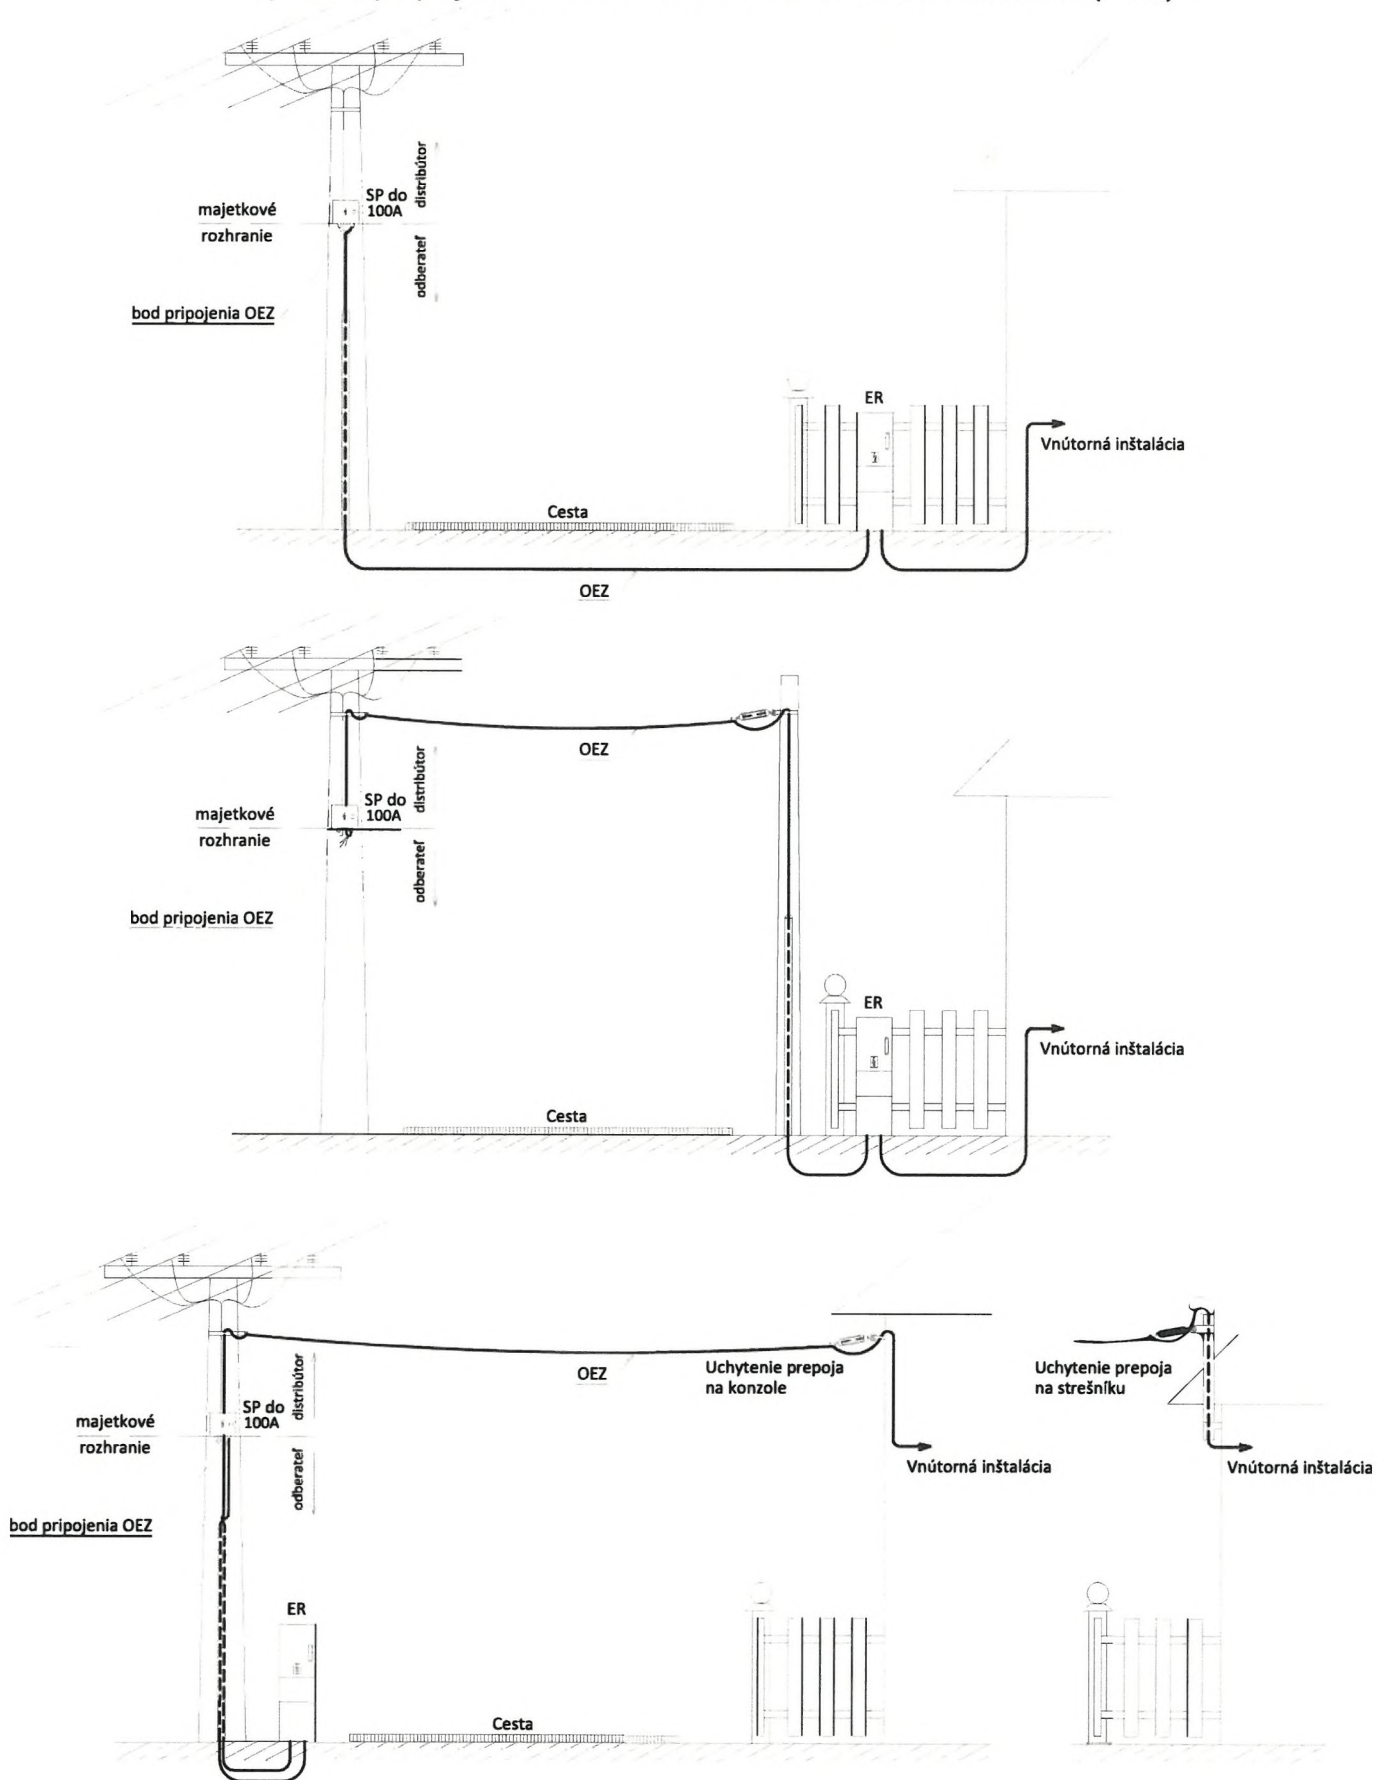 SP do
100A
distribútor
majetkové
rozhranie
odberateľ
bod pripojenia OEZ
ER
Vnútorná inštalácia
Cesta
OEZ
OEZ
distribútor
SP do
100A
majetkové
rozhranie
odberateľ
bod pripojenia OEZ
ER
Vnútorná inštalácia
Cesta
OEZ
Uchytenie prepoja
na konzole
Uchytenie prepoja
na strešníku
distribútor
SP do
100A
majetkové
rozhranie
odberateľ
Vnútorná inštalácia
Vnútorná inštalácia
bod pripojenia OEZ
ER
Cesta